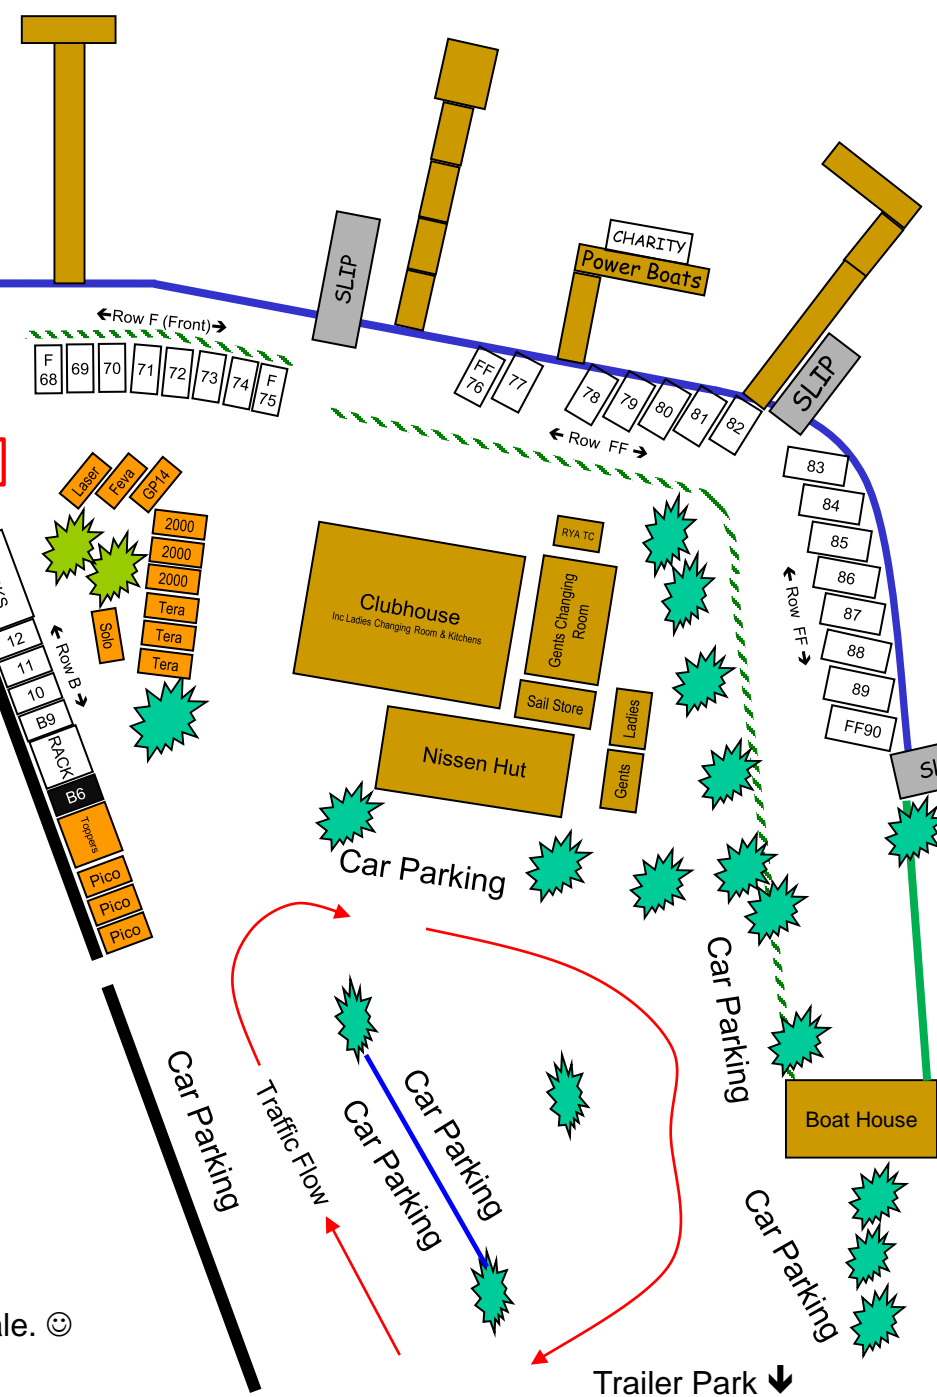 CHARITY
Power Boats
SLIP
←Row F (Front)→
F
68
69
70
71
72
73
74
F
75
FF
76
77
78
79
80
81
82
SLIP
← Row FF →
83
84
85
86
87
88
89
FF90
← Row FF →
Laser
Feva
GP14
2000
2000
2000
Tera
Tera
Tera
Solo
RYA TC
Clubhouse
Inc Ladies Changing Room & Kitchens
Gents Changing
Room
Sail Store
Ladies
Gents
Nissen Hut
12
11
10
B9
← Row B →
RACK
B6
Toppers
Pico
Pico
Pico
Car Parking
Car Parking
Car Parking
Traffic Flow
Car Parking
Car Parking
Boat House
Car Parking
Trailer Park ↓